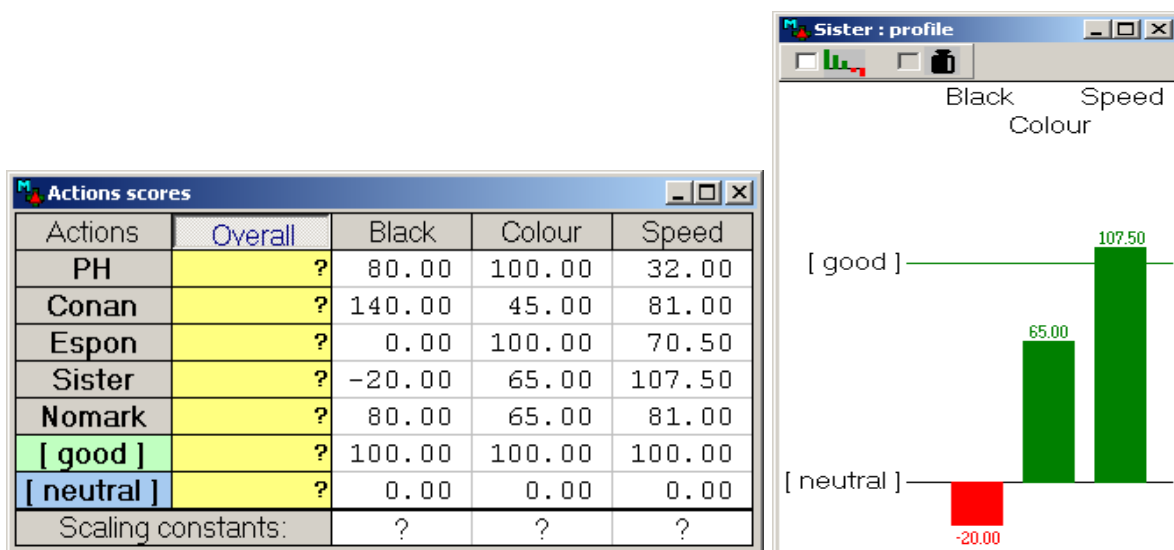 Sister : profile
Black Speed
Colour
107.50
[ good ]
65.00
[ neutral ]
-20.00
Actions scores
Actions Overall Black Colour Speed
PH ? 80.00 100.00 32.00
Conan ? 140.00 45.00 81.00
Espon ? 0.00 100.00 70.50
Sister ? -20.00 65.00 107.50
Nomark ? 80.00 65.00 81.00
[ good ] ? 100.00 100.00 100.00
[ neutral ] ? 0.00 0.00 0.00
Scaling constants: ? ? ?